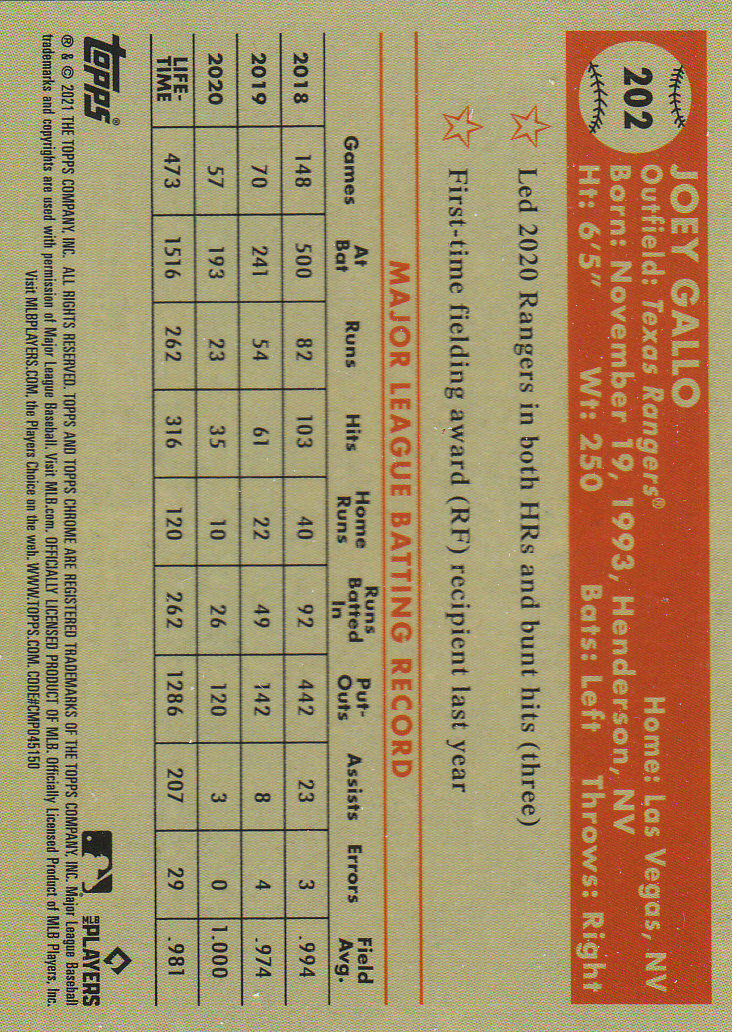 202
JOEY GALLO
Outfield: Texas Rangers® Home: Las Vegas, NV
Born: November 19, 1993, Henderson, NV
Ht: 6'5" Wt: 250 Bats: Left Throws: Right
Led 2020 Rangers in both HRs and bunt hits (three)
First-time fielding award (RF) recipient last year
MAJOR LEAGUE BATTING RECORD
Games At Bat Runs Hits Home Runs Runs Batted In Put-Outs Assists Errors Field Avg.
2018 148 500 82 103 40 92 442 23 3 .994
2019 70 241 54 61 22 49 142 8 4 .974
2020 57 193 23 35 10 26 120 3 0 1.000
LIFE-TIME 473 1516 262 316 120 262 1286 207 29 .981
topps®
MLB PLAYERS
® & © 2021 THE TOPPS COMPANY, INC. ALL RIGHTS RESERVED. TOPPS AND TOPPS CHROME ARE REGISTERED TRADEMARKS OF THE TOPPS COMPANY, INC. Major League Baseball
trademarks and copyrights are used with permission of Major League Baseball. Visit MLB.com. OFFICIALLY LICENSED PRODUCT OF MLB. Officially Licensed Product of MLB Players, Inc.
Visit MLBPLAYERS.COM, the Players Choice on the web. WWW.TOPPS.COM. CODE#CMP045150